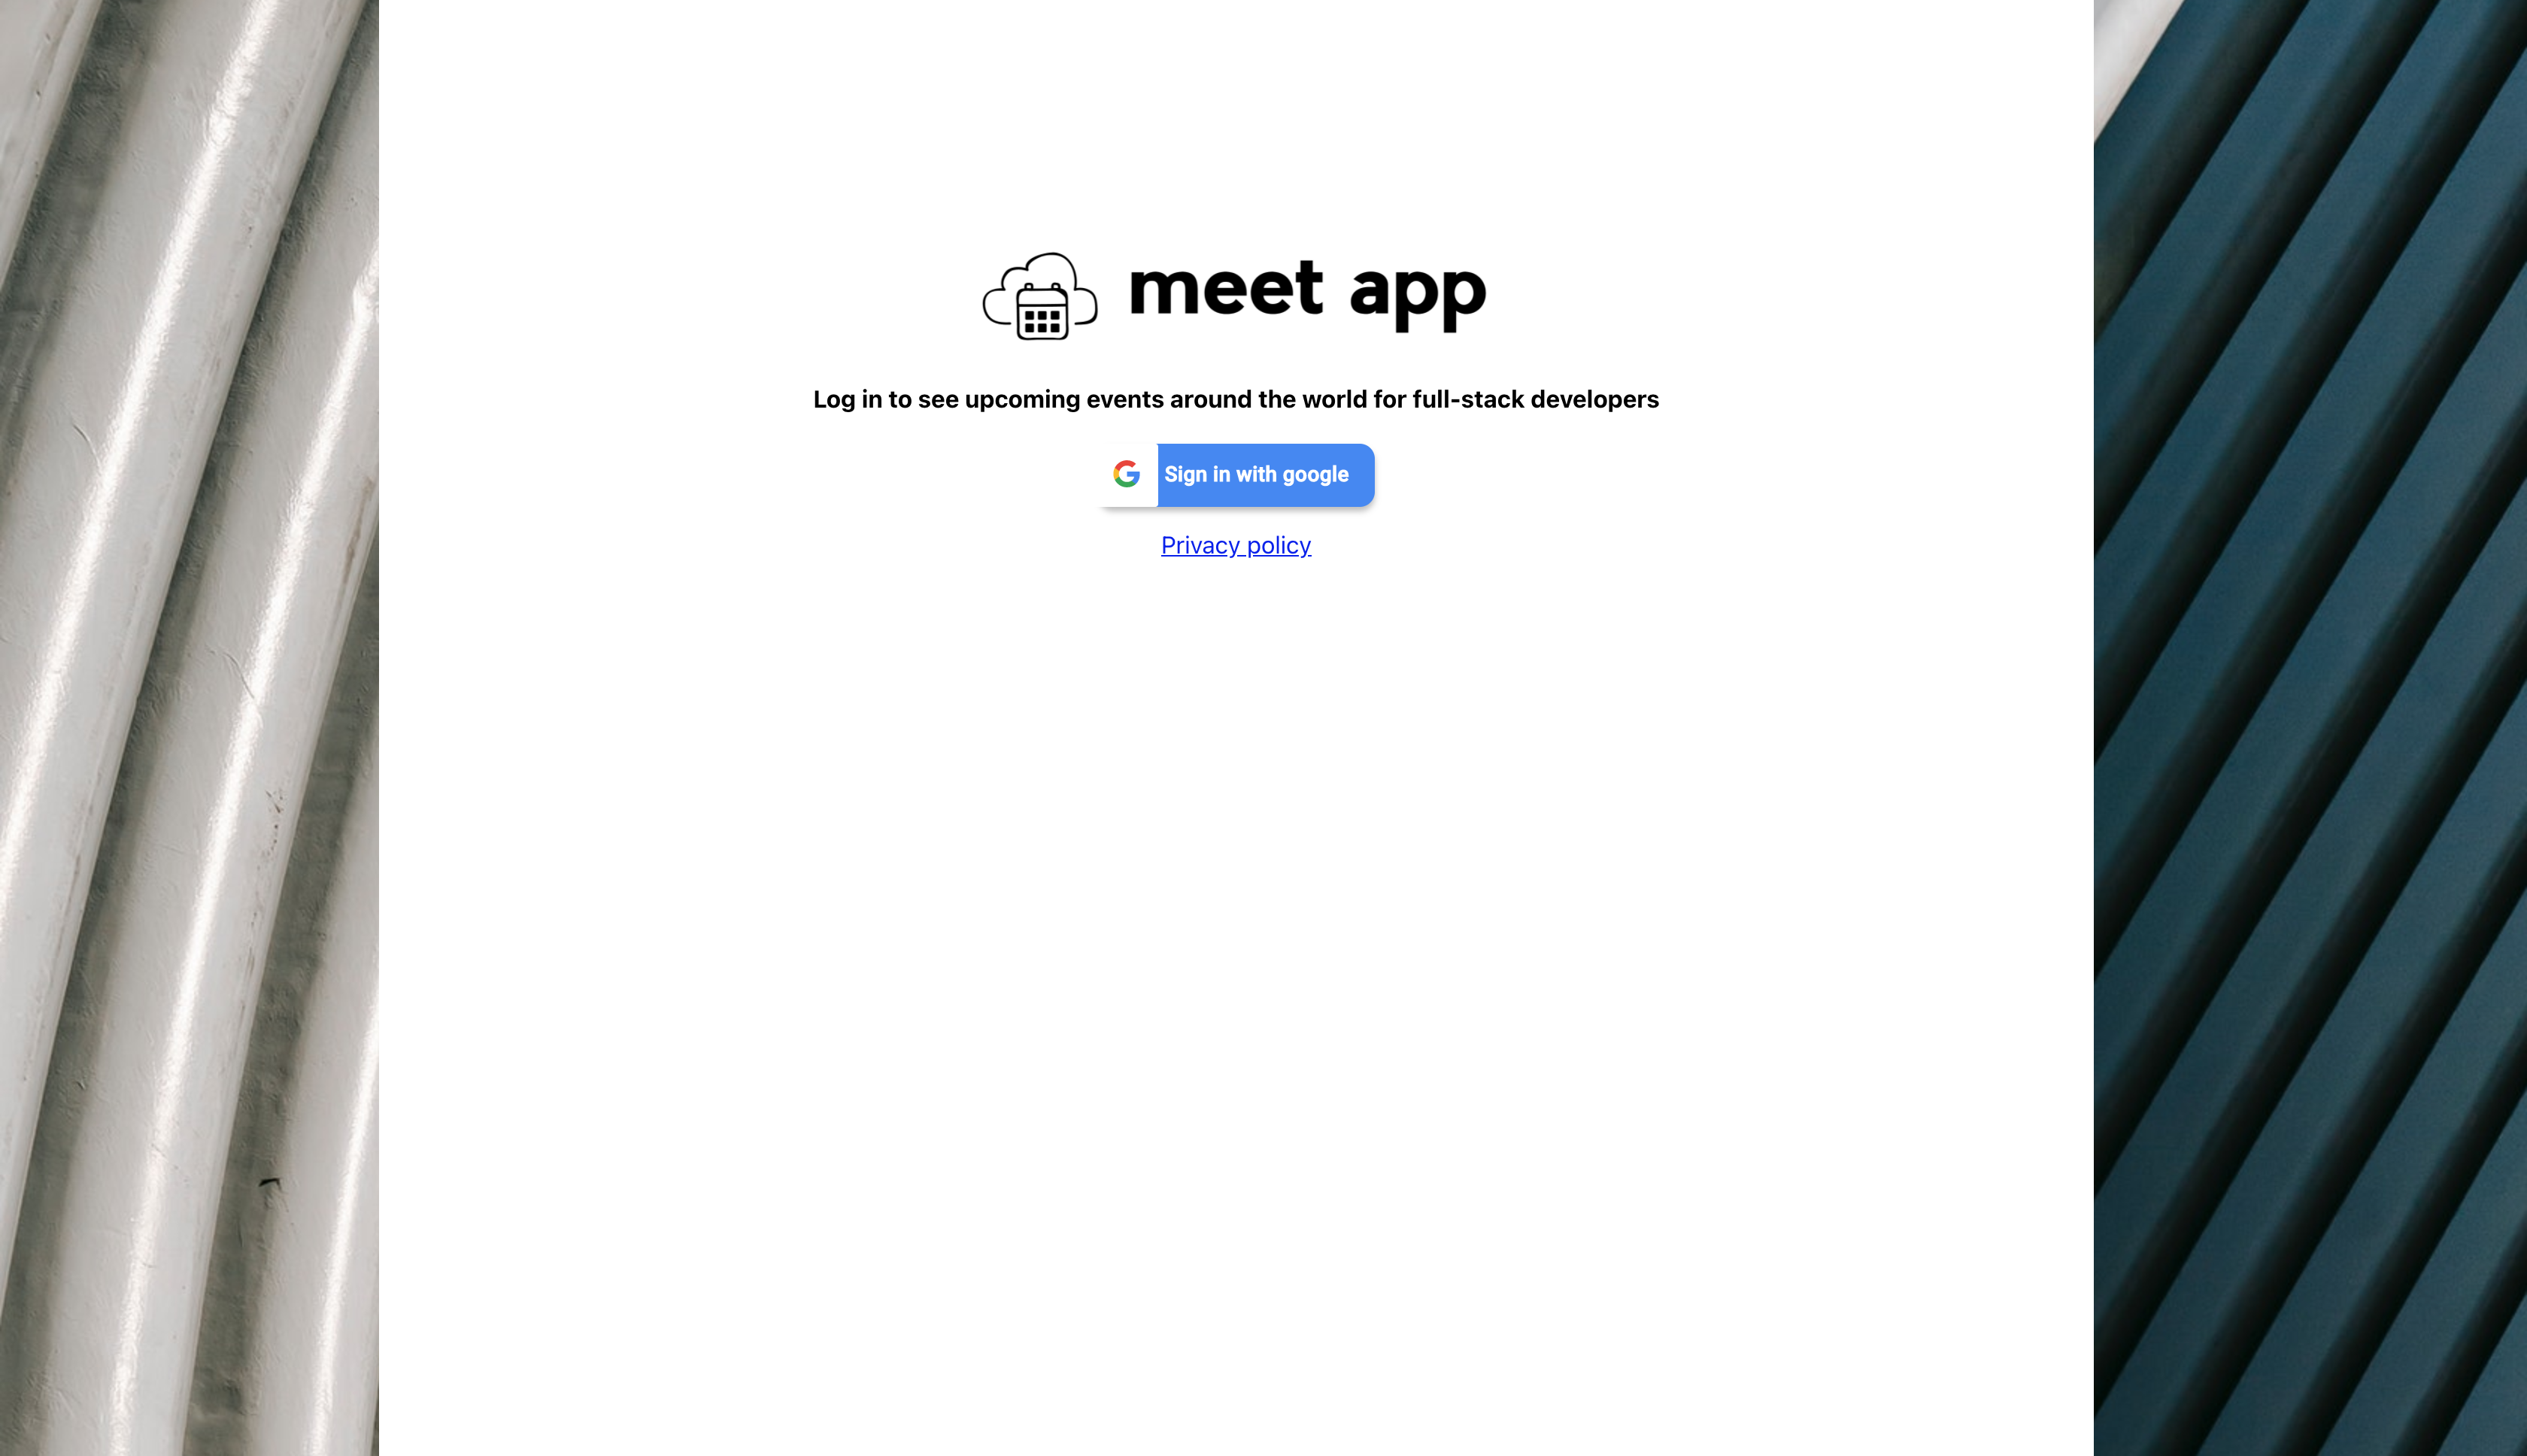 meet app
Log in to see upcoming events around the world for full-stack developers
Sign in with google
Privacy policy